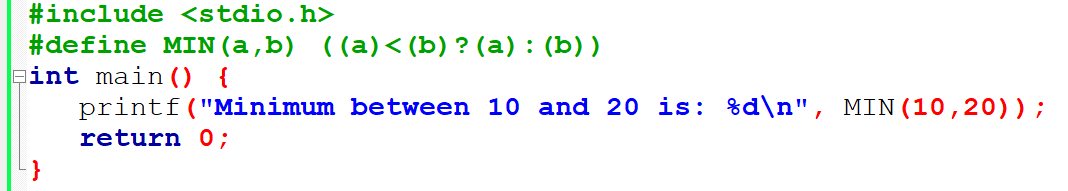 #include <stdio.h>
#define MIN(a,b) ((a)<(b)?(a):(b))
int main() {
   printf("Minimum between 10 and 20 is: %d\n", MIN(10,20));
   return 0;
}